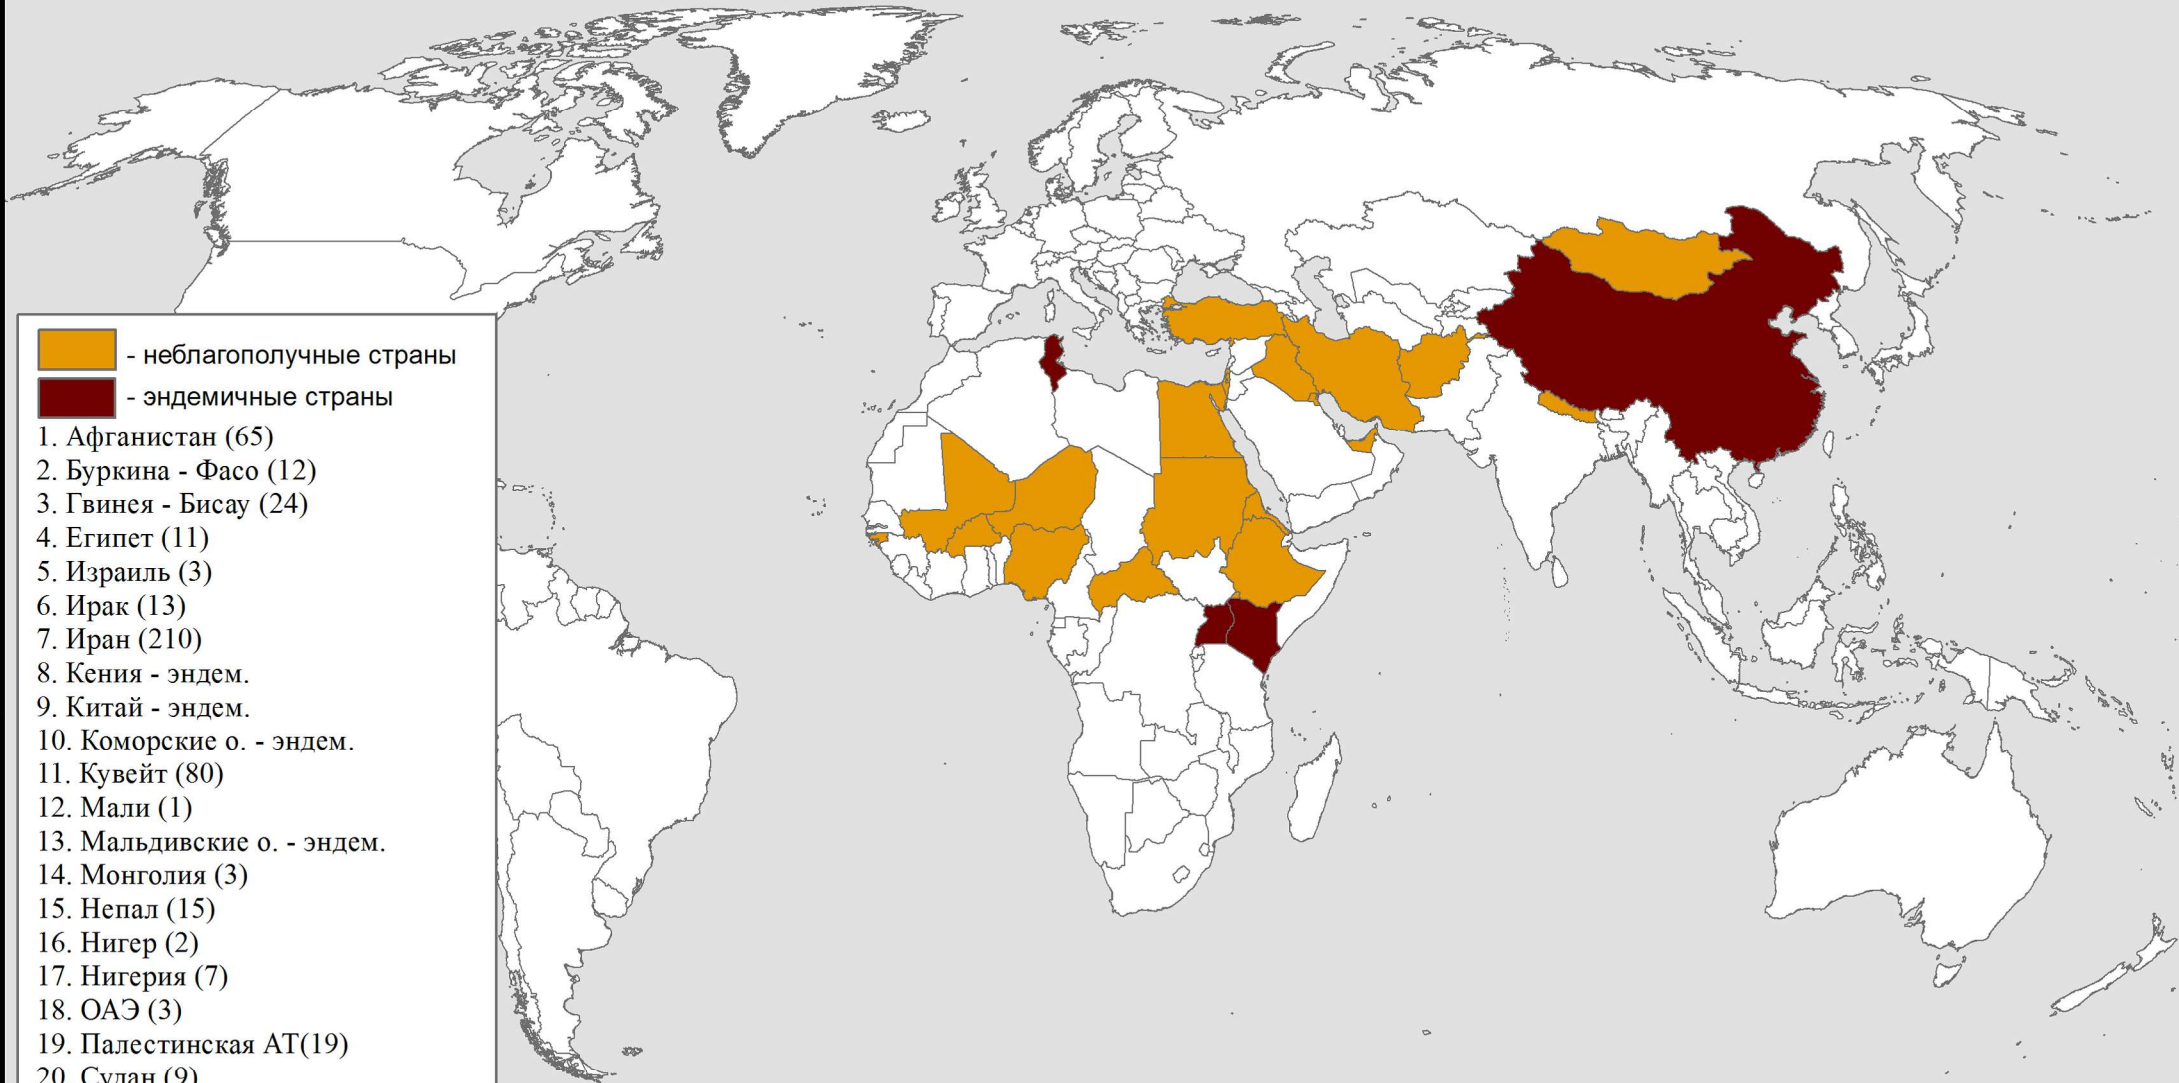 - неблагополучные страны
- эндемичные страны
1. Афганистан (65)
2. Буркина - Фасо (12)
3. Гвинея - Бисау (24)
4. Египет (11)
5. Израиль (3)
6. Ирак (13)
7. Иран (210)
8. Кения - эндем.
9. Китай - эндем.
10. Коморские о. - эндем.
11. Кувейт (80)
12. Мали (1)
13. Мальдивские о. - эндем.
14. Монголия (3)
15. Непал (15)
16. Нигер (2)
17. Нигерия (7)
18. ОАЭ (3)
19. Палестинская АТ(19)
20. Судан (9)